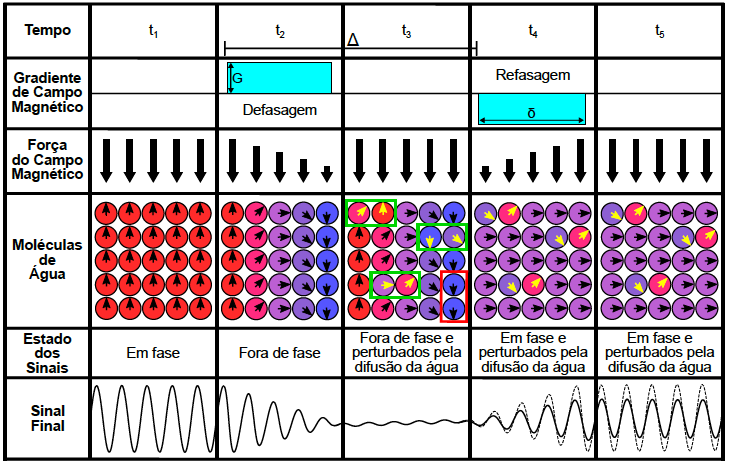 Tempo
t1
t2
Δ
t3
t4
t5
Gradiente
de Campo
Magnético
G
Defasagem
Refasagem
δ
Força
do Campo
Magnético
Moléculas
de
Água
Estado
dos
Sinais
Em fase
Fora de fase
Fora de fase e
perturbados pela
difusão da água
Em fase e
perturbados pela
difusão da água
Em fase e
perturbados pela
difusão da água
Sinal
Final